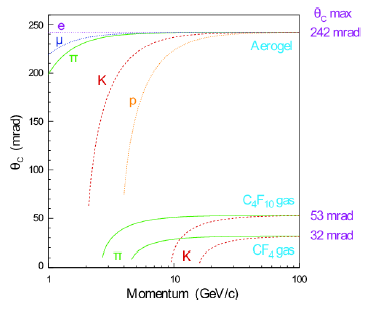 θC max
e
242 mrad
250
μ
Aerogel
π
200
K
p
150
θC (mrad)
100
C4F10 gas
50
53 mrad
32 mrad
π
K
CF4 gas
0
1
10
100
Momentum (GeV/c)